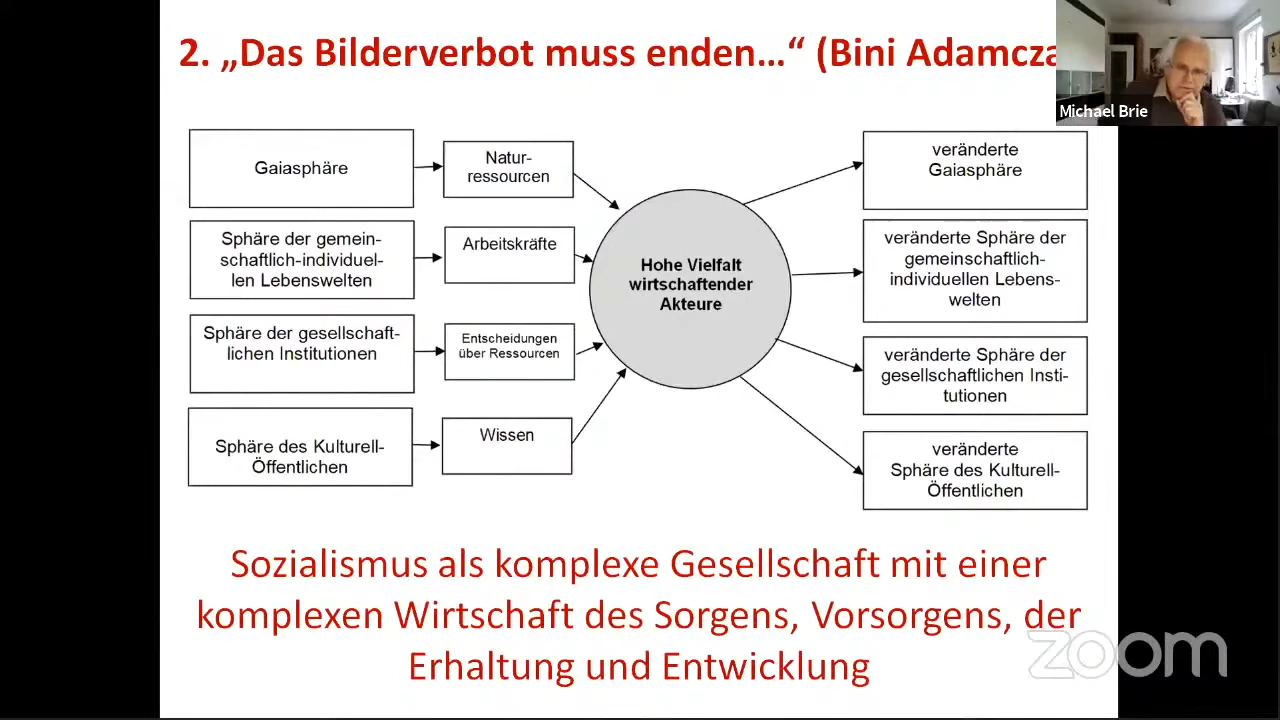 2. „Das Bilderverbot muss enden…“ (Bini Adamcza
Michael Brie
Gaiasphäre
Natur-
ressourcen
veränderte
Gaiasphäre
Sphäre der gemein-
schaftlich-individuel-
len Lebenswelten
Arbeitskräfte
Hohe Vielfalt
wirtschaftender
Akteure
veränderte Sphäre der
gemeinschaftlich-
individuellen Lebens-
welten
Sphäre der gesellschaft-
lichen Institutionen
Entscheidungen
über Ressourcen
veränderte Sphäre der
gesellschaftlichen Insti-
tutionen
Sphäre des Kulturell-
Öffentlichen
Wissen
veränderte
Sphäre des Kulturell-
Öffentlichen
Sozialismus als komplexe Gesellschaft mit einer
komplexen Wirtschaft des Sorgens, Vorsorgens, der
Erhaltung und Entwicklung
zoom